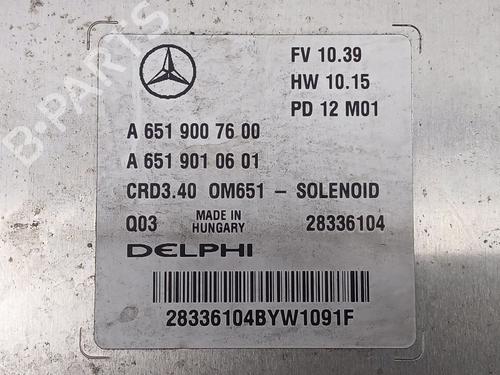 B-PARTS
FV 10.39
HW 10.15
PD 12 M01
A 651 900 76 00
A 651 901 06 01
CRD3.40 OM651 - SOLENOID
Q03 MADE IN HUNGARY 28336104
DELPHI
28336104BYW1091F